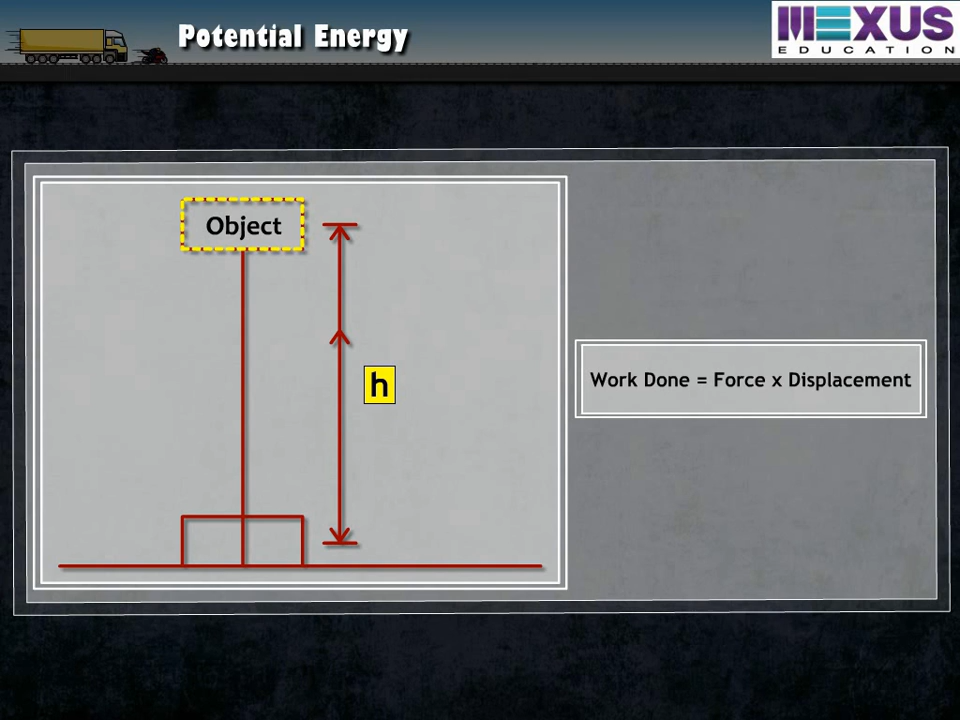 Potential Energy
MEXUS
EDUCATION
Object
h
Work Done = Force x Displacement